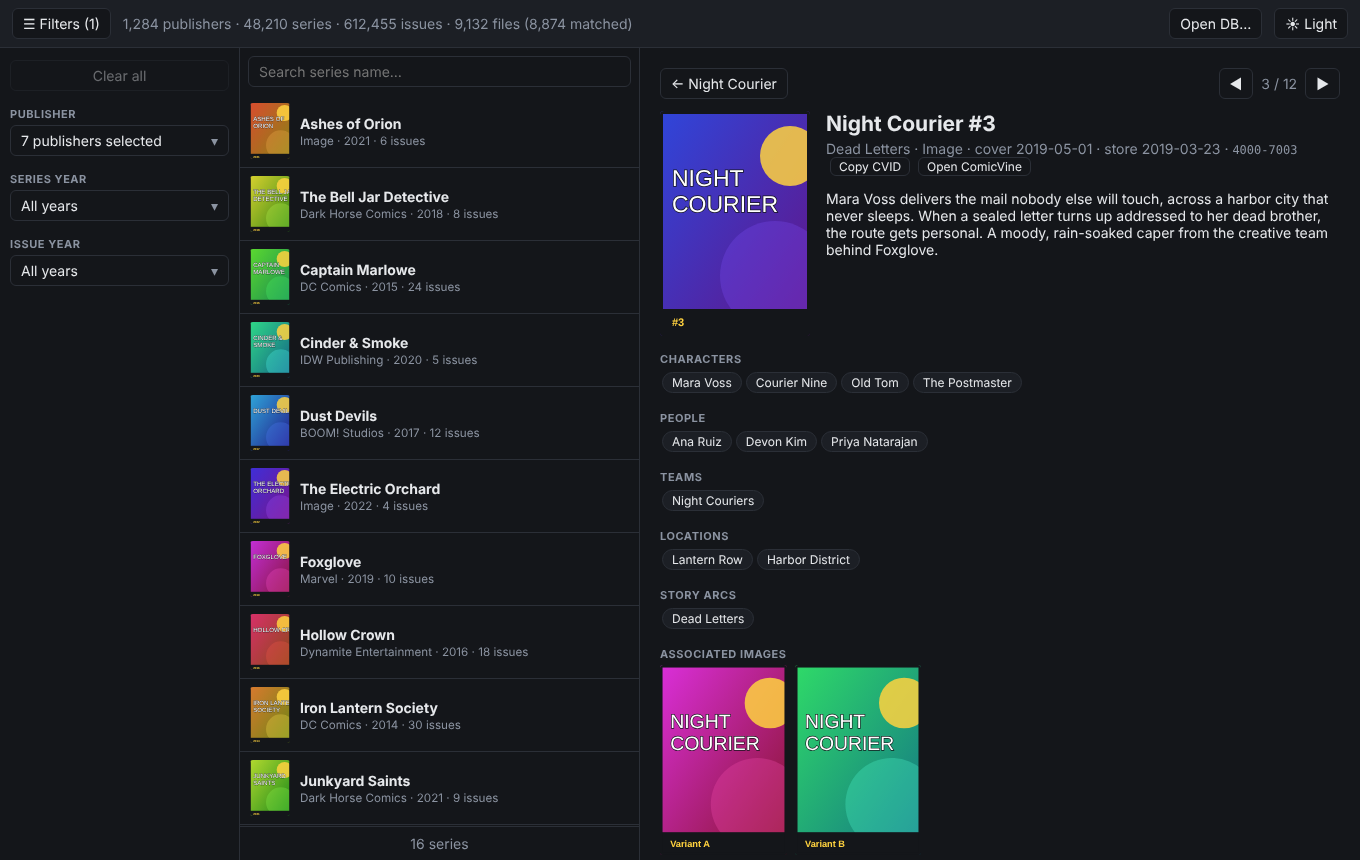 ☰ Filters (1)
1,284 publishers · 48,210 series · 612,455 issues · 9,132 files (8,874 matched)
Open DB...
☀ Light
Clear all
PUBLISHER
7 publishers selected ▾
SERIES YEAR
All years ▾
ISSUE YEAR
All years ▾
Search series name...
Ashes of Orion
Image · 2021 · 6 issues
The Bell Jar Detective
Dark Horse Comics · 2018 · 8 issues
Captain Marlowe
DC Comics · 2015 · 24 issues
Cinder & Smoke
IDW Publishing · 2020 · 5 issues
Dust Devils
BOOM! Studios · 2017 · 12 issues
The Electric Orchard
Image · 2022 · 4 issues
Foxglove
Marvel · 2019 · 10 issues
Hollow Crown
Dynamite Entertainment · 2016 · 18 issues
Iron Lantern Society
DC Comics · 2014 · 30 issues
Junkyard Saints
Dark Horse Comics · 2021 · 9 issues
16 series
← Night Courier
◀ 3 / 12 ▶
NIGHT
COURIER
#3
Night Courier #3
Dead Letters · Image · cover 2019-05-01 · store 2019-03-23 · 4000-7003
Copy CVID
Open ComicVine
Mara Voss delivers the mail nobody else will touch, across a harbor city that
never sleeps. When a sealed letter turns up addressed to her dead brother,
the route gets personal. A moody, rain-soaked caper from the creative team
behind Foxglove.
CHARACTERS
Mara Voss
Courier Nine
Old Tom
The Postmaster
PEOPLE
Ana Ruiz
Devon Kim
Priya Natarajan
TEAMS
Night Couriers
LOCATIONS
Lantern Row
Harbor District
STORY ARCS
Dead Letters
ASSOCIATED IMAGES
NIGHT
COURIER
Variant A
NIGHT
COURIER
Variant B